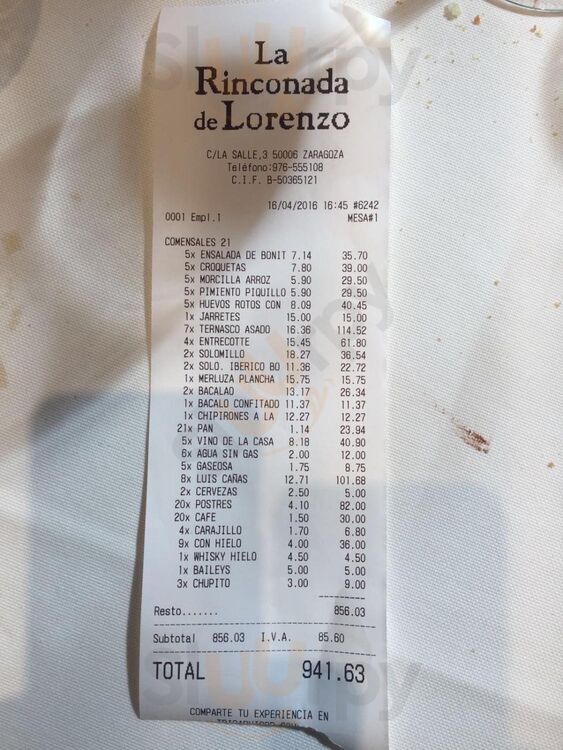 La
Rinconada
de Lorenzo
C/LA SALLE,3 50006 ZARAGOZA
Teléfono:976-555108
C.I.F. B-50365121
16/04/2016 16:45 #6242
0001 Empl.1 MESA#1
COMENSALES 21
5x ENSALADA DE BONIT 7.14 35.70
5x CROQUETAS 7.80 39.00
5x MORCILLA ARROZ 5.90 29.50
5x PIMIENTO PIQUILLO 5.90 29.50
5x HUEVOS ROTOS CON 8.09 40.45
1x JARRETES 15.00 15.00
7x TERNASCO ASADO 16.36 114.52
4x ENTRECOTTE 15.45 61.80
2x SOLOMILLO 18.27 36.54
2x SOLO. IBERICO BO 11.36 22.72
1x MERLUZA PLANCHA 15.75 15.75
2x BACALAO 13.17 26.34
1x BACALO CONFITADO 11.37 11.37
1x CHIPIRONES A LA 12.27 12.27
21x PAN 1.14 23.94
5x VINO DE LA CASA 8.18 40.90
6x AGUA SIN GAS 2.00 12.00
5x GASEOSA 1.75 8.75
8x LUIS CAÑAS 12.71 101.68
2x CERVEZAS 2.50 5.00
20x POSTRES 4.10 82.00
20x CAFE 1.50 30.00
4x CARAJILLO 1.70 6.80
9x CON HIELO 4.00 36.00
1x WHISKY HIELO 4.50 4.50
1x BAILEYS 5.00 5.00
3x CHUPITO 3.00 9.00
Resto....... 856.03
Subtotal 856.03 I.V.A. 85.60
TOTAL 941.63
COMPARTE TU EXPERIENCIA EN